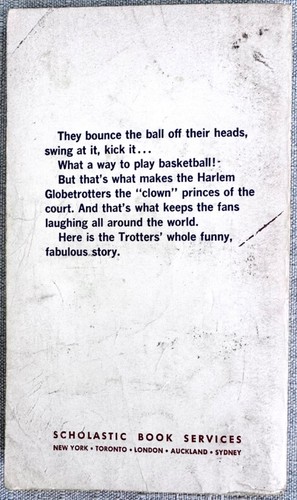 They bounce the ball off their heads,
swing at it, kick it...
What a way to play basketball!
But that's what makes the Harlem
Globetrotters the "clown" princes of the
court. And that's what keeps the fans
laughing all around the world.
Here is the Trotters' whole funny,
fabulous story.
SCHOLASTIC BOOK SERVICES
NEW YORK • TORONTO • LONDON • AUCKLAND • SYDNEY